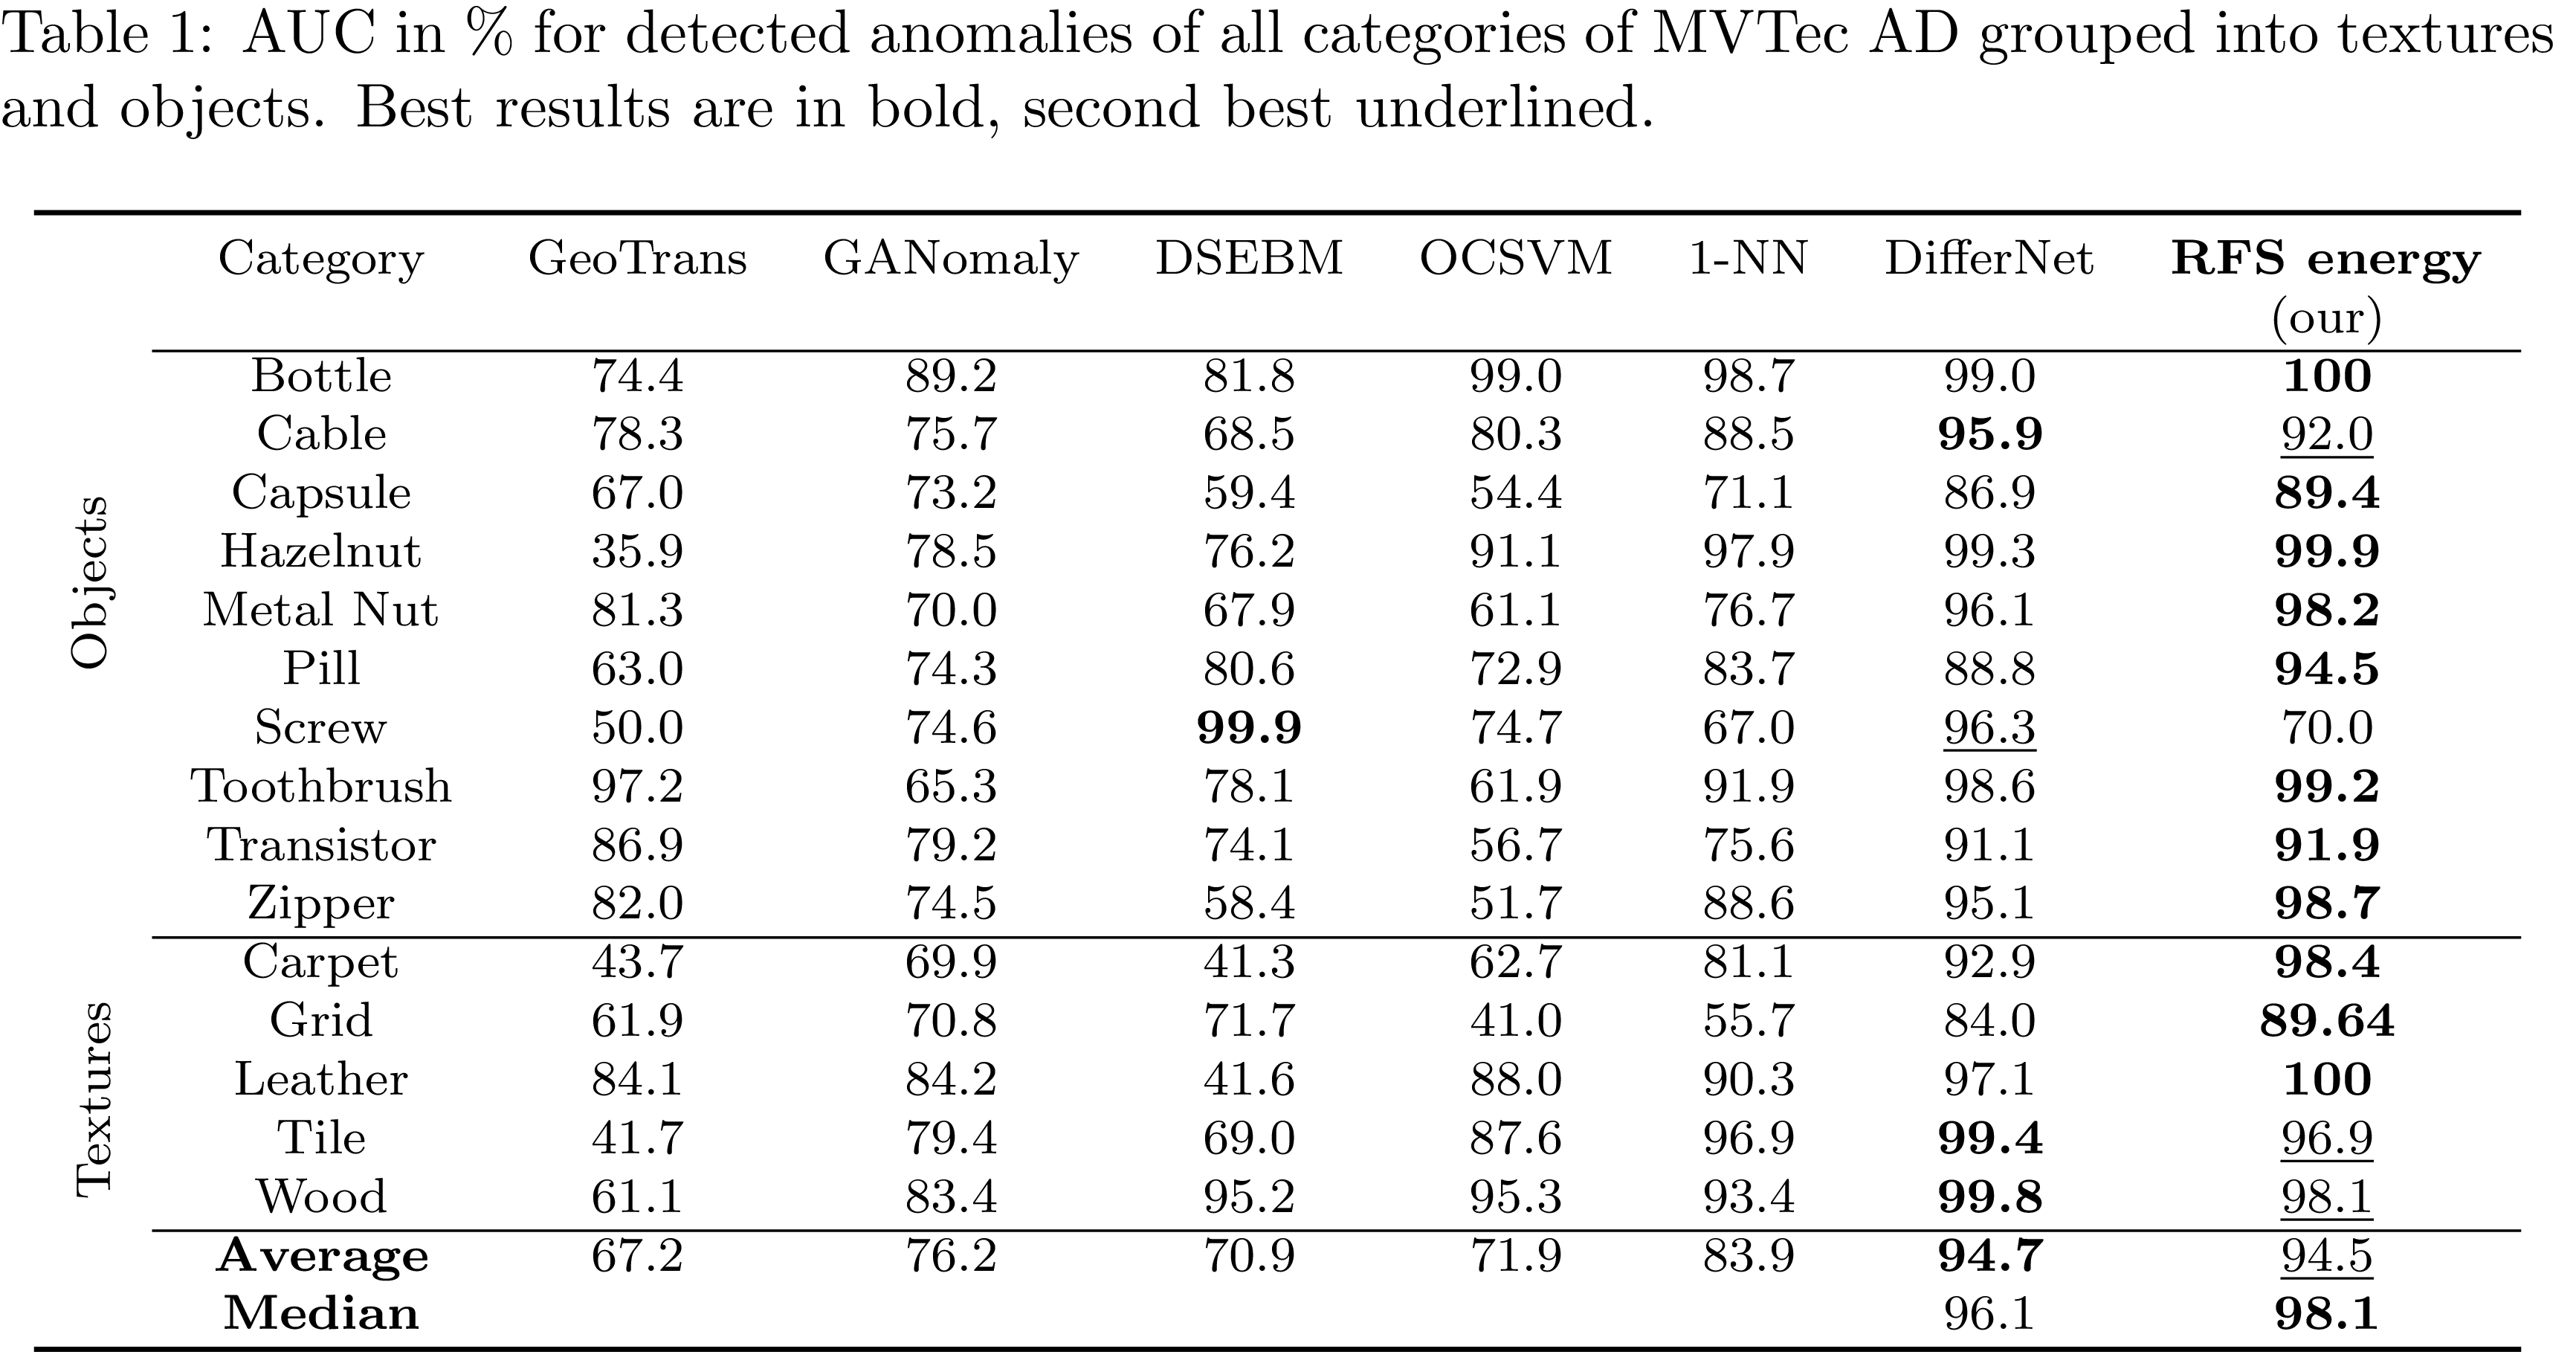 Table 1: AUC in % for detected anomalies of all categories of MVTec AD grouped into textures
and objects. Best results are in bold, second best underlined.
Category GeoTrans GANomaly DSEBM OCSVM 1-NN DifferNet RFS energy
(our)
Objects
Bottle 74.4 89.2 81.8 99.0 98.7 99.0 100
Cable 78.3 75.7 68.5 80.3 88.5 95.9 92.0
Capsule 67.0 73.2 59.4 54.4 71.1 86.9 89.4
Hazelnut 35.9 78.5 76.2 91.1 97.9 99.3 99.9
Metal Nut 81.3 70.0 67.9 61.1 76.7 96.1 98.2
Pill 63.0 74.3 80.6 72.9 83.7 88.8 94.5
Screw 50.0 74.6 99.9 74.7 67.0 96.3 70.0
Toothbrush 97.2 65.3 78.1 61.9 91.9 98.6 99.2
Transistor 86.9 79.2 74.1 56.7 75.6 91.1 91.9
Zipper 82.0 74.5 58.4 51.7 88.6 95.1 98.7
Textures
Carpet 43.7 69.9 41.3 62.7 81.1 92.9 98.4
Grid 61.9 70.8 71.7 41.0 55.7 84.0 89.64
Leather 84.1 84.2 41.6 88.0 90.3 97.1 100
Tile 41.7 79.4 69.0 87.6 96.9 99.4 96.9
Wood 61.1 83.4 95.2 95.3 93.4 99.8 98.1
Average 67.2 76.2 70.9 71.9 83.9 94.7 94.5
Median 96.1 98.1